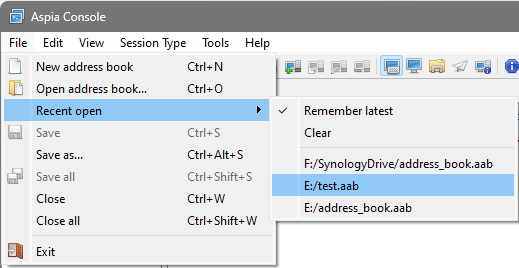 Aspia Console
File Edit View Session Type Tools Help
New address book Ctrl+N
Open address book... Ctrl+O
Recent open
Save Ctrl+S
Save as... Ctrl+Alt+S
Save all Ctrl+Shift+S
Close Ctrl+W
Close all Ctrl+Shift+W
Exit
Remember latest
Clear
F:/SynologyDrive/address_book.aab
E:/test.aab
E:/address_book.aab